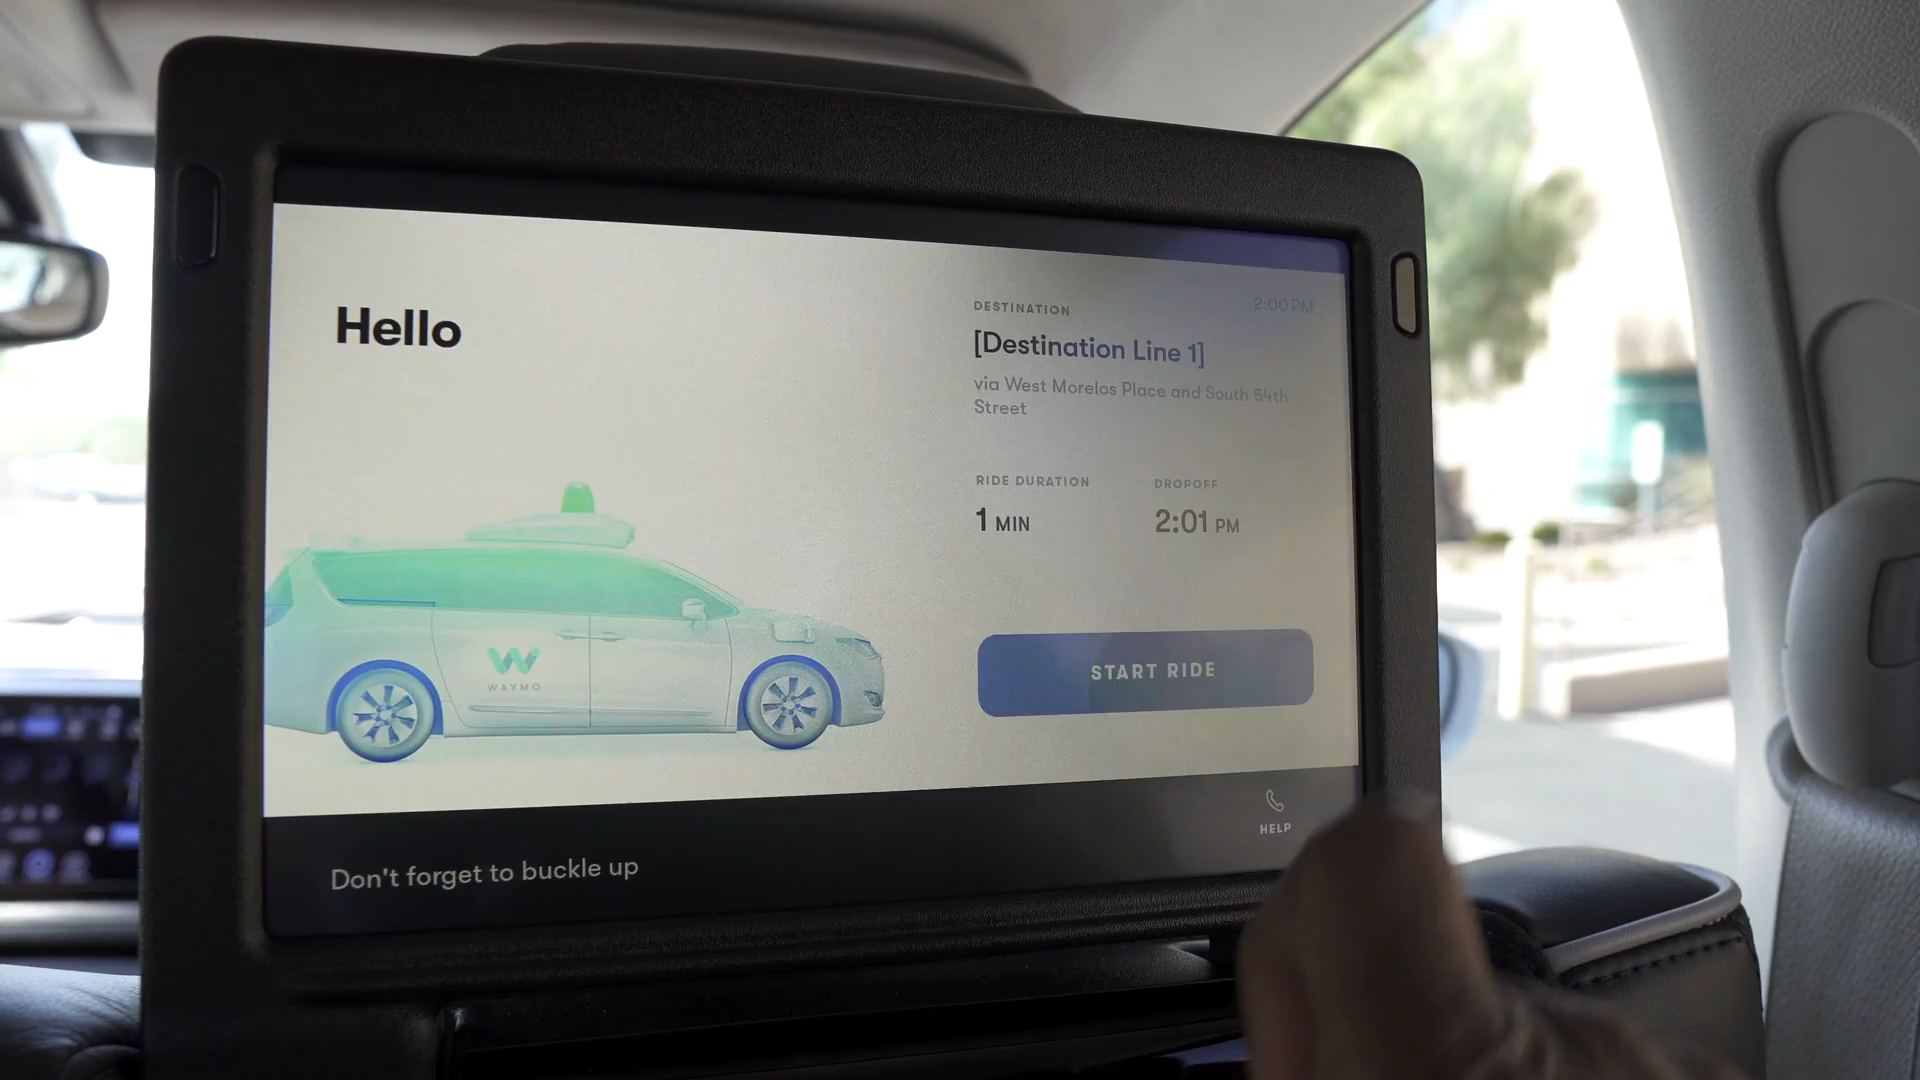 Hello
DESTINATION
2:00 PM
[Destination Line 1]
via West Morelos Place and South 54th
Street
RIDE DURATION
DROPOFF
1 MIN
2:01 PM
START RIDE
WAYMO
HELP
Don't forget to buckle up